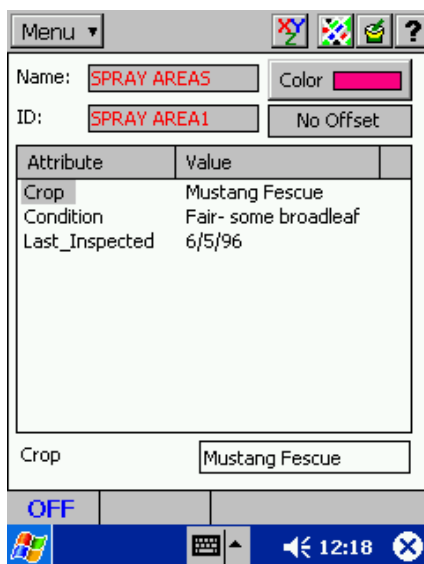 Menu ▼ XYZ ?
Name: SPRAY AREAS Color
ID: SPRAY AREA1 No Offset
Attribute Value
Crop Mustang Fescue
Condition Fair- some broadleaf
Last_Inspected 6/5/96
Crop Mustang Fescue
OFF
12:18